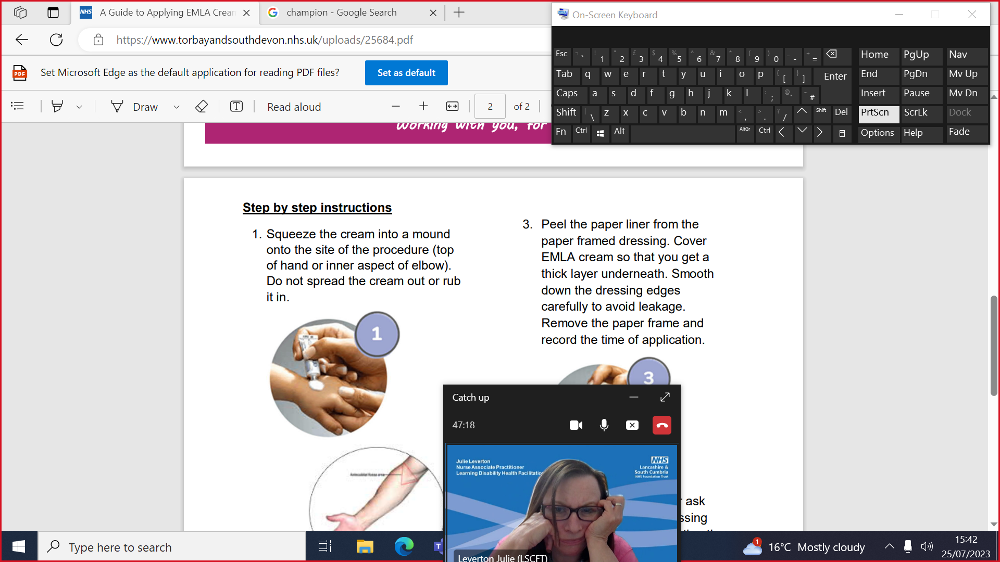 NHS A Guide to Applying EMLA Crean
champion - Google Search
https://www.torbayandsouthdevon.nhs.uk/uploads/25684.pdf
PDF Set Microsoft Edge as the default application for reading PDF files? Set as default
Draw T Read aloud 2 of 2
On-Screen Keyboard
Esc ¬ ` ! 1 " 2 £ 3 $ 4 % 5 ^ 6 & 7 * 8 ( 9 ) 0 _ - + = Home PgUp Nav
Tab q w e r t y u i o p { [ } ] Enter End PgDn Mv Up
Caps a s d f g h j k l : ; @ ' ~ # Insert Pause Mv Dn
Shift | \ z x c v b n m < , > . ? / Shift Del PrtScn ScrLk Dock
Fn Ctrl Alt AltGr Ctrl Options Help Fade
Working with you, for
Step by step instructions
1. Squeeze the cream into a mound
onto the site of the procedure (top
of hand or inner aspect of elbow).
Do not spread the cream out or rub
it in.
1
Antecubital fossa area
3. Peel the paper liner from the
paper framed dressing. Cover
EMLA cream so that you get a
thick layer underneath. Smooth
down the dressing edges
carefully to avoid leakage.
Remove the paper frame and
record the time of application.
3
r ask
ssing
Catch up
47:18
Julie Leverton
Nurse Associate Practitioner
Learning Disability Health Facilitatio
NHS
Lancashire &
South Cumbria
NHS Foundation Trust
Leverton Julie (LSCFT)
Type here to search
1 16°C Mostly cloudy
15:42
25/07/2023